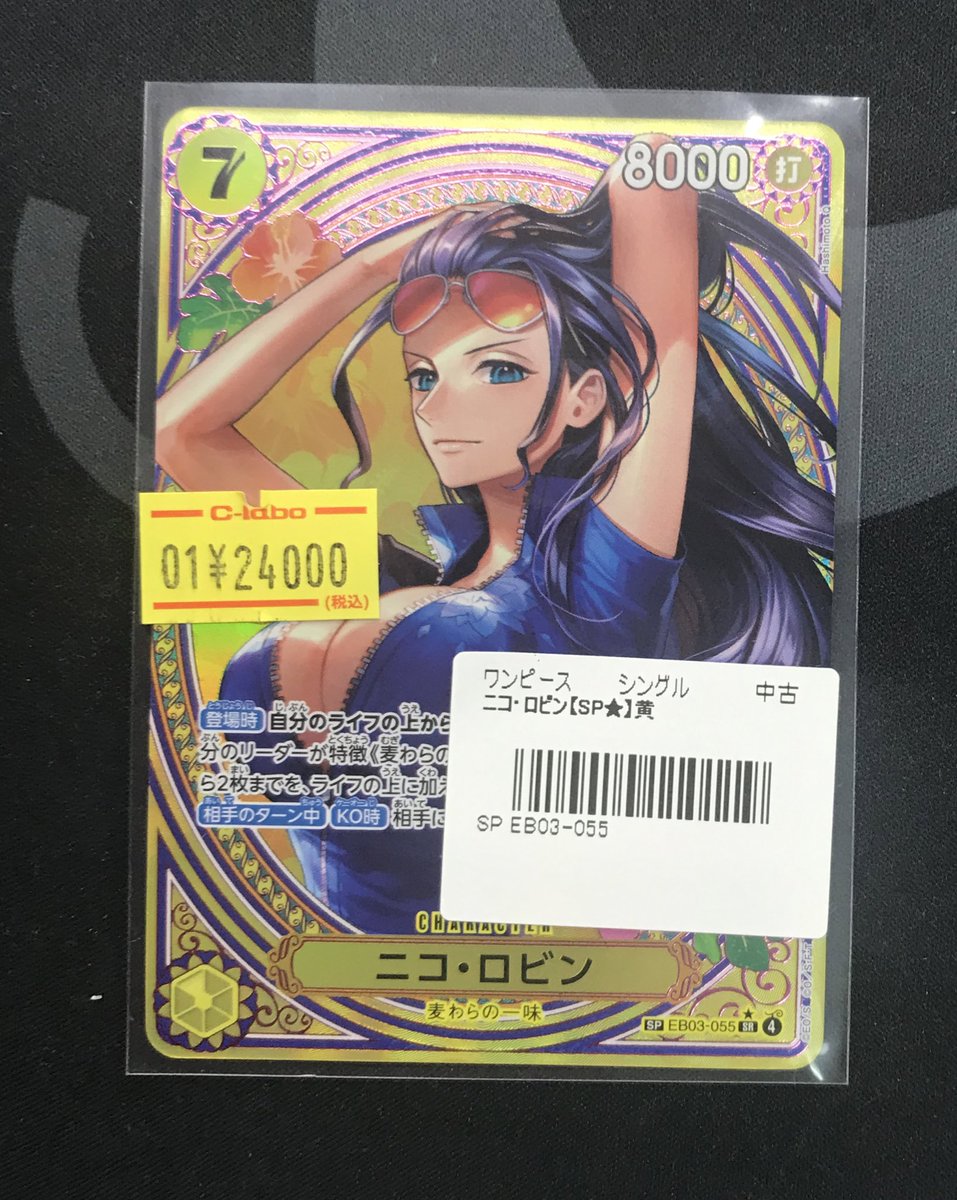 7
8000
打
Hashimoto Q
C-labo
01¥24000
(税込)
ワンピース シングル 中古
ニコ・ロビン【SP★】黄
SP EB03-055
登場時 自分のライフの上から
分のリーダーが特徴《麦わらの
ら2枚までを、ライフの上に加え
相手のターン中 KO時 相手に
CHARACTER
ニコ・ロビン
麦わらの一味
SP EB03-055 ★ SR 4